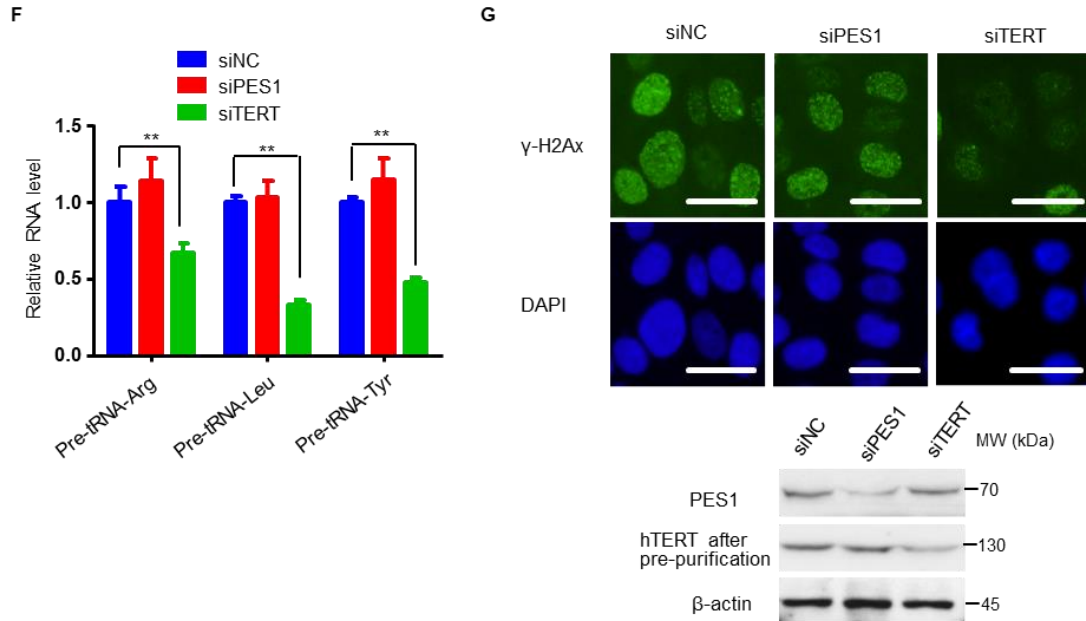 F
siNC
siPES1
siTERT
**
**
**
Relative RNA level
1.5
1.0
0.5
0.0
Pre-tRNA-Arg
Pre-tRNA-Leu
Pre-tRNA-Tyr
G
siNC
siPES1
siTERT
γ-H2Ax
DAPI
siNC
siPES1
siTERT
MW (kDa)
PES1
70
hTERT after
pre-purification
130
β-actin
45